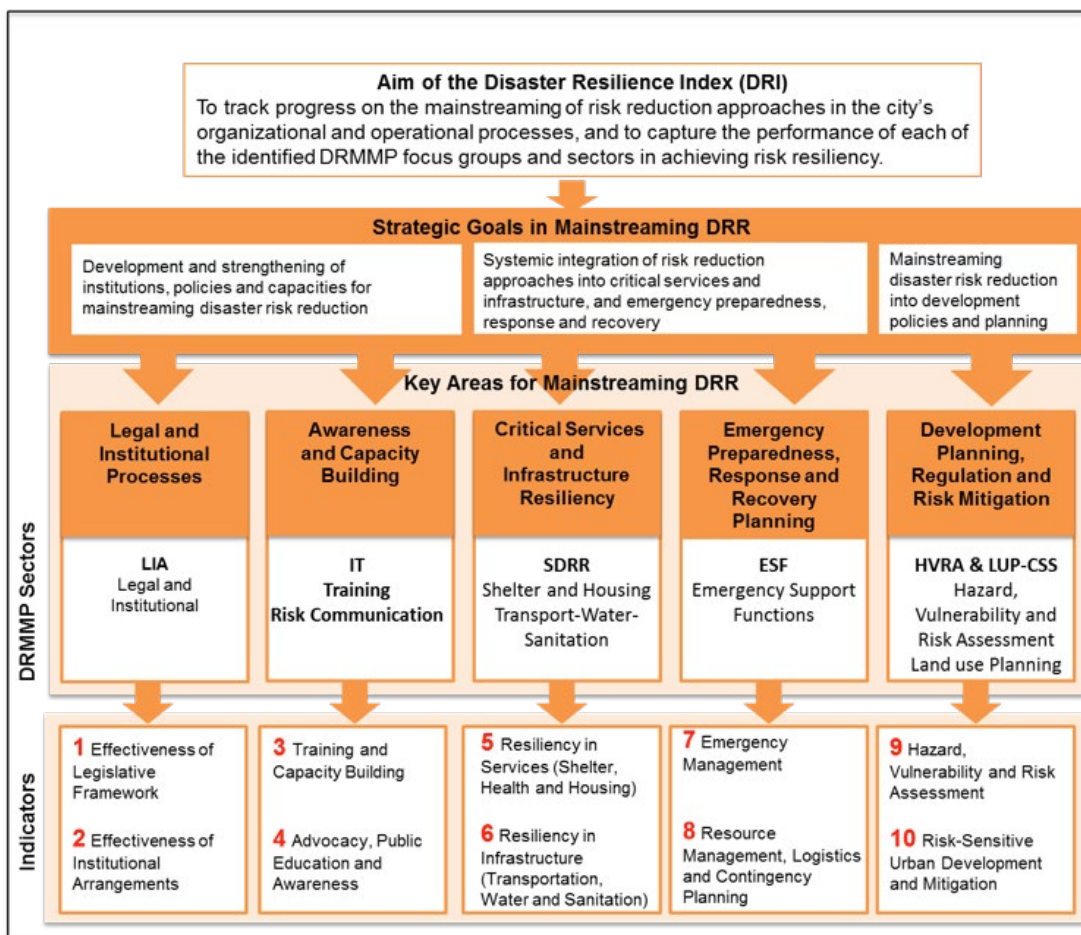 Aim of the Disaster Resilience Index (DRI)
To track progress on the mainstreaming of risk reduction approaches in the city's
organizational and operational processes, and to capture the performance of each of
the identified DRMMP focus groups and sectors in achieving risk resiliency.
Strategic Goals in Mainstreaming DRR
Development and strengthening of
institutions, policies and capacities for
mainstreaming disaster risk reduction
Systemic integration of risk reduction
approaches into critical services and
infrastructure, and emergency preparedness,
response and recovery
Mainstreaming
disaster risk reduction
into development
policies and planning
Key Areas for Mainstreaming DRR
DRMMP Sectors
Legal and
Institutional
Processes
Awareness
and Capacity
Building
Critical Services
and
Infrastructure
Resiliency
Emergency
Preparedness,
Response and
Recovery
Planning
Development
Planning,
Regulation and
Risk Mitigation
LIA
Legal and
Institutional
IT
Training
Risk Communication
SDRR
Shelter and Housing
Transport-Water-
Sanitation
ESF
Emergency Support
Functions
HVRA & LUP-CSS
Hazard,
Vulnerability and
Risk Assessment
Land use Planning
Indicators
1 Effectiveness of
Legislative
Framework
2 Effectiveness of
Institutional
Arrangements
3 Training and
Capacity Building
4 Advocacy, Public
Education and
Awareness
5 Resiliency in
Services (Shelter,
Health and Housing)
6 Resiliency in
Infrastructure
(Transportation,
Water and Sanitation)
7 Emergency
Management
8 Resource
Management, Logistics
and Contingency
Planning
9 Hazard,
Vulnerability and Risk
Assessment
10 Risk-Sensitive
Urban Development
and Mitigation